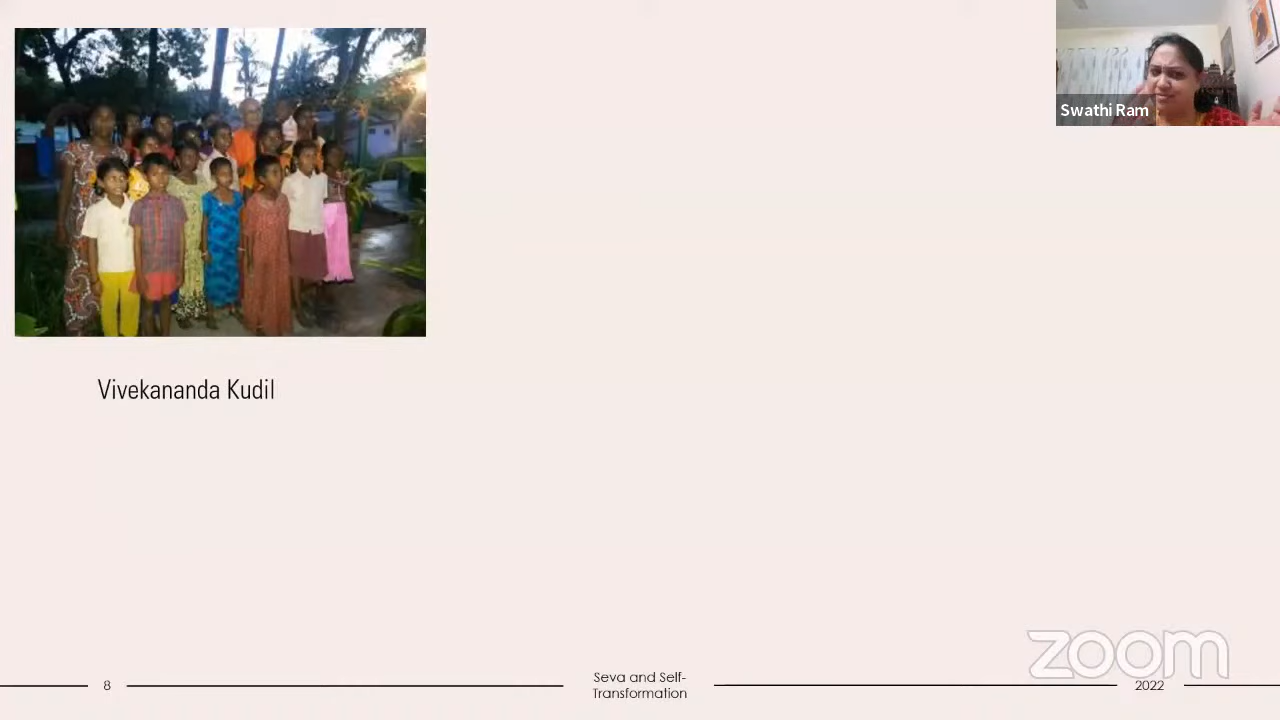 Swathi Ram
Vivekananda Kudil
zoom
8
Seva and Self-
Transformation
2022